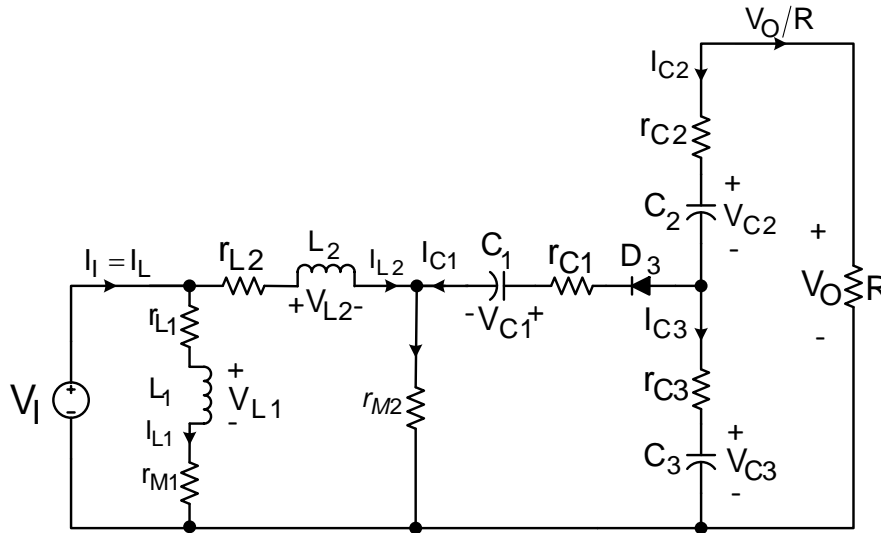 V_O/R
I_C2
r_C2
C_2
+
V_C2
-
L_2
r_L2
I_I = I_L
+V_L2-
I_L2
I_C1
C_1
-V_C1+
r_C1
D_3
I_C3
+
V_O
-
R
r_L1
L_1
+
V_L1
-
I_L1
r_M1
V_I
+
-
r_M2
r_C3
C_3
+
V_C3
-